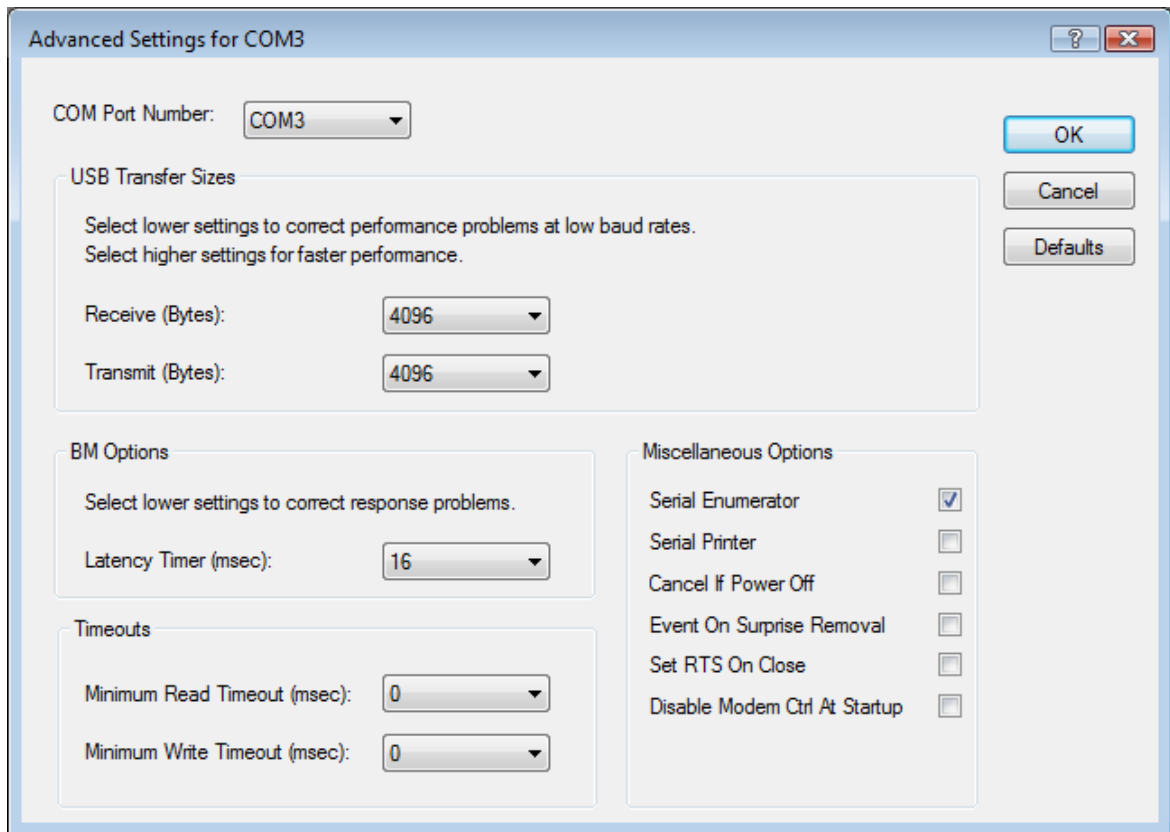 Advanced Settings for COM3
COM Port Number: COM3
OK
USB Transfer Sizes
Cancel
Select lower settings to correct performance problems at low baud rates.
Select higher settings for faster performance.
Defaults
Receive (Bytes): 4096
Transmit (Bytes): 4096
BM Options
Select lower settings to correct response problems.
Latency Timer (msec): 16
Timeouts
Minimum Read Timeout (msec): 0
Minimum Write Timeout (msec): 0
Miscellaneous Options
Serial Enumerator
Serial Printer
Cancel If Power Off
Event On Surprise Removal
Set RTS On Close
Disable Modem Ctrl At Startup